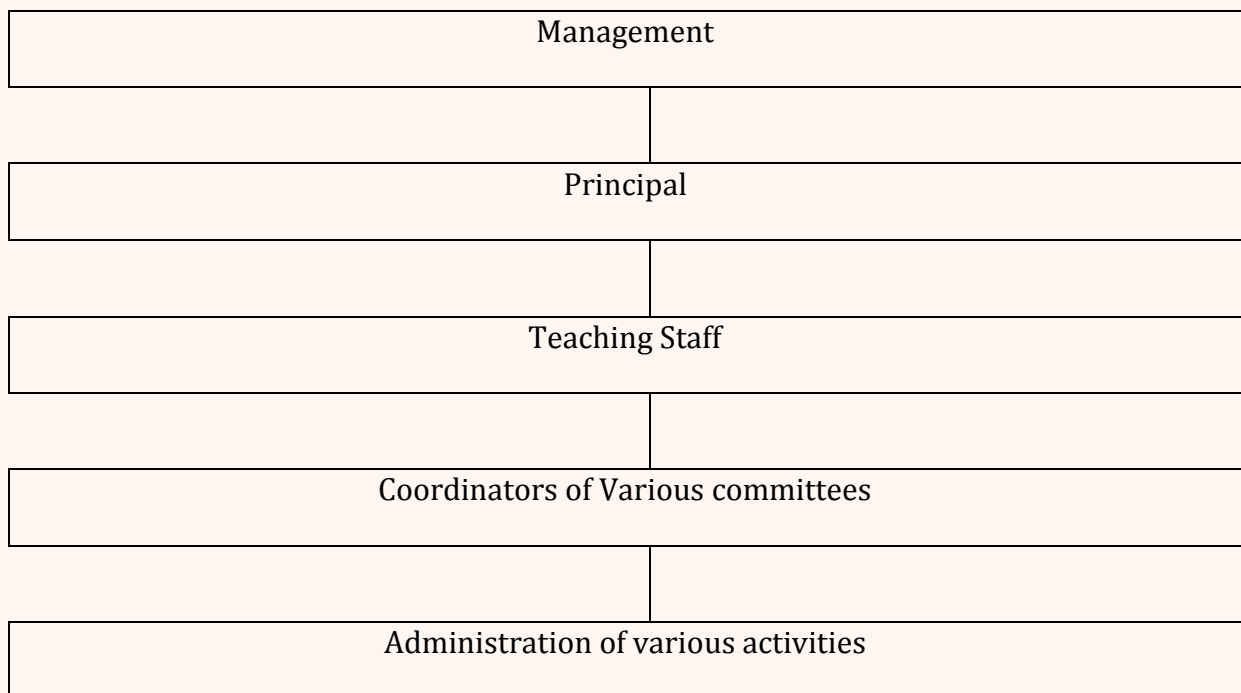 Management
Principal
Teaching Staff
Coordinators of Various committees
Administration of various activities